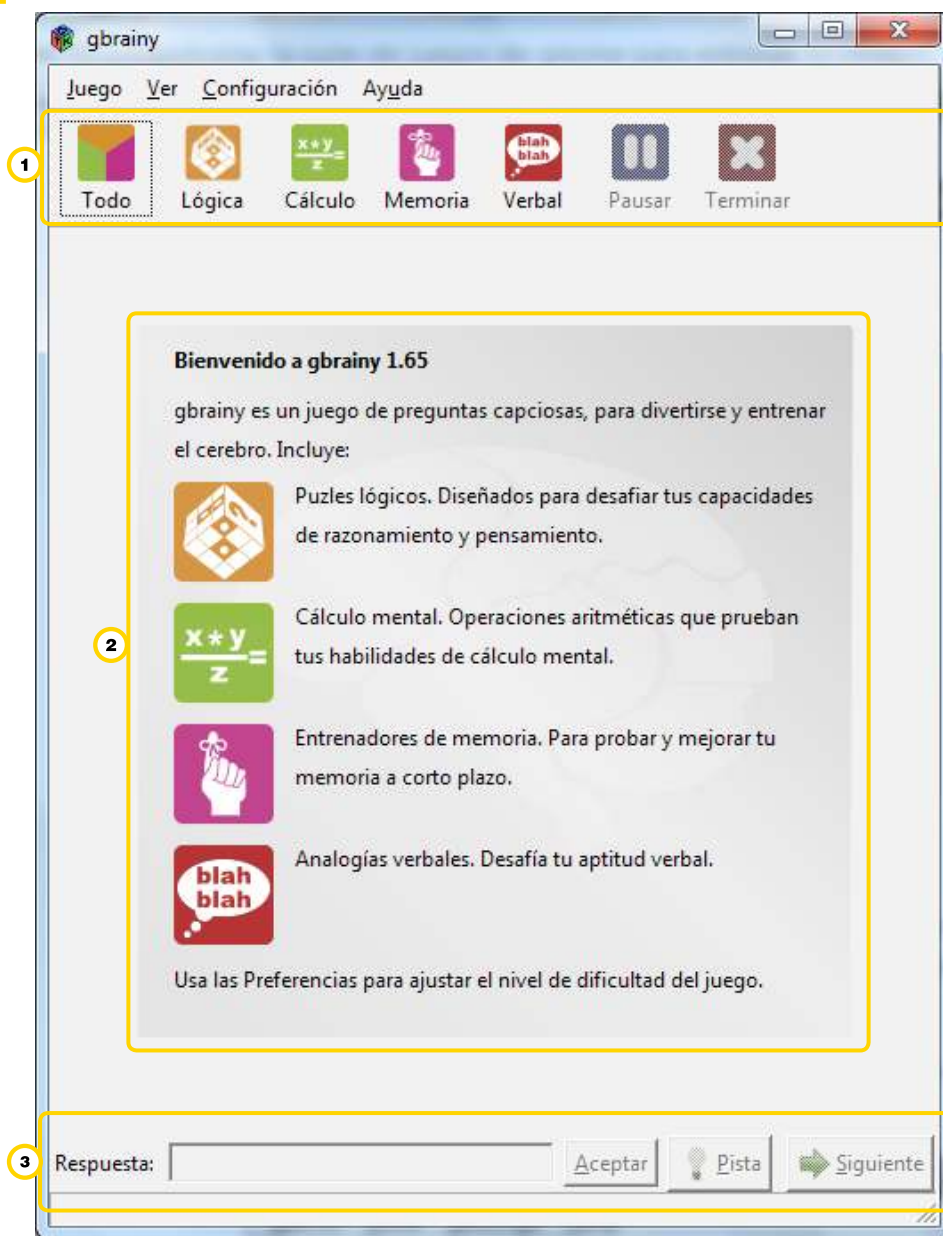 gbrainy
Juego Ver Configuración Ayuda
1
x*y
z
=
blah
blah
Todo Lógica Cálculo Memoria Verbal Pausar Terminar
Bienvenido a gbrainy 1.65
gbrainy es un juego de preguntas capciosas, para divertirse y entrenar
el cerebro. Incluye:
Puzles lógicos. Diseñados para desafiar tus capacidades
de razonamiento y pensamiento.
2
x*y
z
=
Cálculo mental. Operaciones aritméticas que prueban
tus habilidades de cálculo mental.
Entrenadores de memoria. Para probar y mejorar tu
memoria a corto plazo.
blah
blah
Analogías verbales. Desafía tu aptitud verbal.
Usa las Preferencias para ajustar el nivel de dificultad del juego.
3
Respuesta: Aceptar Pista Siguiente